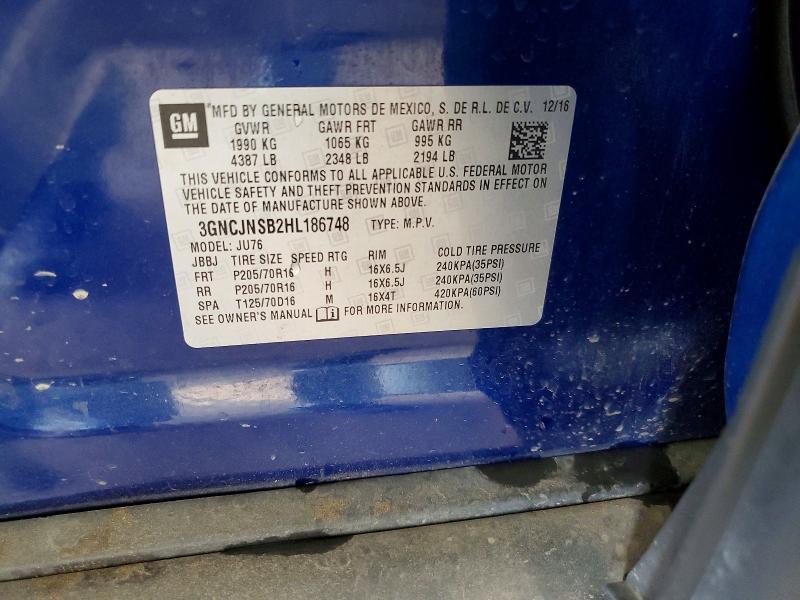 GM "MFD BY GENERAL MOTORS DE MEXICO, S. DE R.L. DE C.V. 12/16
GVWR GAWR FRT GAWR RR
1990 KG 1065 KG 995 KG
4387 LB 2348 LB 2194 LB
THIS VEHICLE CONFORMS TO ALL APPLICABLE U.S. FEDERAL MOTOR
VEHICLE SAFETY AND THEFT PREVENTION STANDARDS IN EFFECT ON
THE DATE OF MANUFACTURE SHOWN ABOVE.
3GNCJNSB2HL186748 TYPE: M.P.V.
MODEL: JU76
JBBJ TIRE SIZE SPEED RTG RIM COLD TIRE PRESSURE
FRT P205/70R16 H 16X6.5J 240KPA(35PSI)
RR P205/70R16 H 16X6.5J 240KPA(35PSI)
SPA T125/70D16 M 16X4T 420KPA(60PSI)
SEE OWNER'S MANUAL FOR MORE INFORMATION.